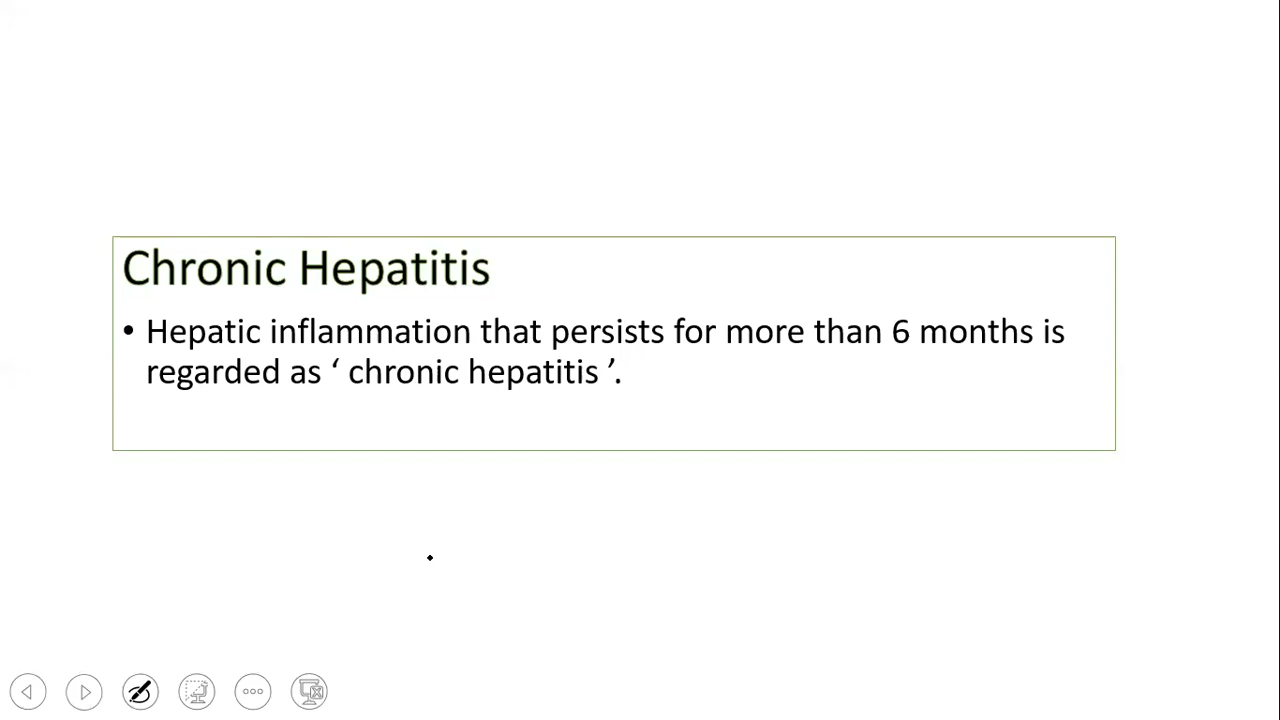 Chronic Hepatitis
• Hepatic inflammation that persists for more than 6 months is
regarded as ‘ chronic hepatitis ’.